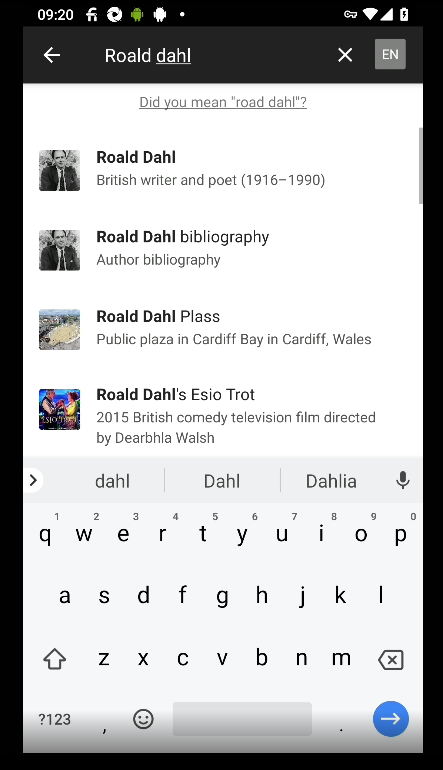 09:20
Roald dahl
EN
Did you mean "road dahl"?
Roald Dahl
British writer and poet (1916–1990)
Roald Dahl bibliography
Author bibliography
Roald Dahl Plass
Public plaza in Cardiff Bay in Cardiff, Wales
Roald Dahl's Esio Trot
2015 British comedy television film directed
by Dearbhla Walsh
dahl Dahl Dahlia
1 2 3 4 5 6 7 8 9 0
q w e r t y u i o p
a s d f g h j k l
z x c v b n m
?123 , .